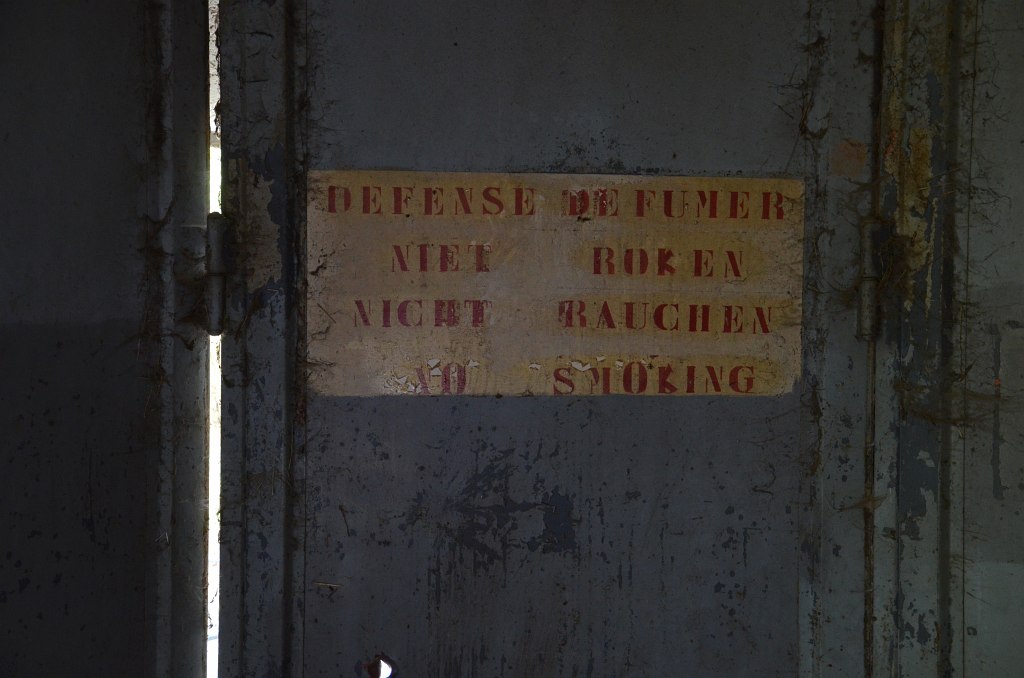 DEFENSE DE FUMER
NIET ROKEN
NICHT RAUCHEN
NO SMOKING